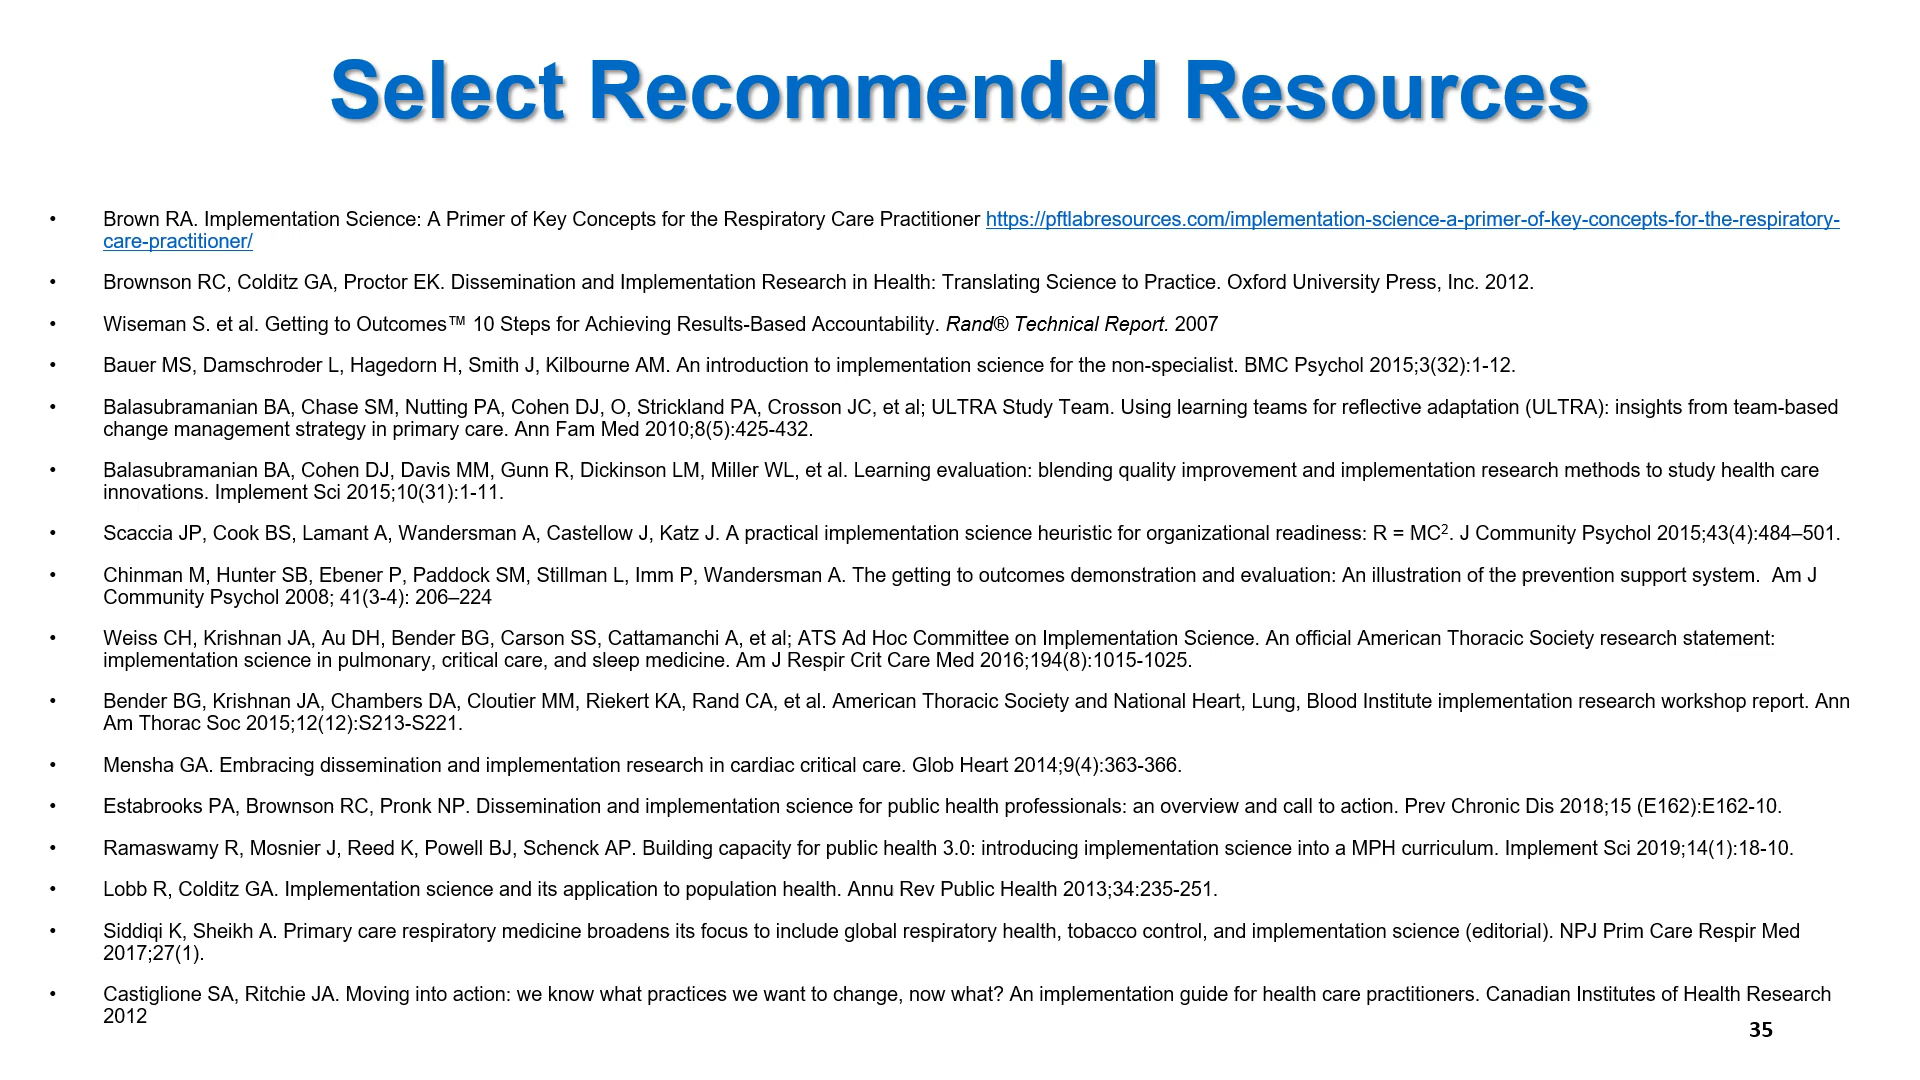 Select Recommended Resources
• Brown RA. Implementation Science: A Primer of Key Concepts for the Respiratory Care Practitioner https://pftlabresources.com/implementation-science-a-primer-of-key-concepts-for-the-respiratory-
care-practitioner/
• Brownson RC, Colditz GA, Proctor EK. Dissemination and Implementation Research in Health: Translating Science to Practice. Oxford University Press, Inc. 2012.
• Wiseman S. et al. Getting to Outcomes™ 10 Steps for Achieving Results-Based Accountability. Rand® Technical Report. 2007
• Bauer MS, Damschroder L, Hagedorn H, Smith J, Kilbourne AM. An introduction to implementation science for the non-specialist. BMC Psychol 2015;3(32):1-12.
• Balasubramanian BA, Chase SM, Nutting PA, Cohen DJ, O, Strickland PA, Crosson JC, et al; ULTRA Study Team. Using learning teams for reflective adaptation (ULTRA): insights from team-based
change management strategy in primary care. Ann Fam Med 2010;8(5):425-432.
• Balasubramanian BA, Cohen DJ, Davis MM, Gunn R, Dickinson LM, Miller WL, et al. Learning evaluation: blending quality improvement and implementation research methods to study health care
innovations. Implement Sci 2015;10(31):1-11.
• Scaccia JP, Cook BS, Lamant A, Wandersman A, Castellow J, Katz J. A practical implementation science heuristic for organizational readiness: R = MC². J Community Psychol 2015;43(4):484–501.
• Chinman M, Hunter SB, Ebener P, Paddock SM, Stillman L, Imm P, Wandersman A. The getting to outcomes demonstration and evaluation: An illustration of the prevention support system.  Am J
Community Psychol 2008; 41(3-4): 206–224
• Weiss CH, Krishnan JA, Au DH, Bender BG, Carson SS, Cattamanchi A, et al; ATS Ad Hoc Committee on Implementation Science. An official American Thoracic Society research statement:
implementation science in pulmonary, critical care, and sleep medicine. Am J Respir Crit Care Med 2016;194(8):1015-1025.
• Bender BG, Krishnan JA, Chambers DA, Cloutier MM, Riekert KA, Rand CA, et al. American Thoracic Society and National Heart, Lung, Blood Institute implementation research workshop report. Ann
Am Thorac Soc 2015;12(12):S213-S221.
• Mensha GA. Embracing dissemination and implementation research in cardiac critical care. Glob Heart 2014;9(4):363-366.
• Estabrooks PA, Brownson RC, Pronk NP. Dissemination and implementation science for public health professionals: an overview and call to action. Prev Chronic Dis 2018;15 (E162):E162-10.
• Ramaswamy R, Mosnier J, Reed K, Powell BJ, Schenck AP. Building capacity for public health 3.0: introducing implementation science into a MPH curriculum. Implement Sci 2019;14(1):18-10.
• Lobb R, Colditz GA. Implementation science and its application to population health. Annu Rev Public Health 2013;34:235-251.
• Siddiqi K, Sheikh A. Primary care respiratory medicine broadens its focus to include global respiratory health, tobacco control, and implementation science (editorial). NPJ Prim Care Respir Med
2017;27(1).
• Castiglione SA, Ritchie JA. Moving into action: we know what practices we want to change, now what? An implementation guide for health care practitioners. Canadian Institutes of Health Research
2012
35